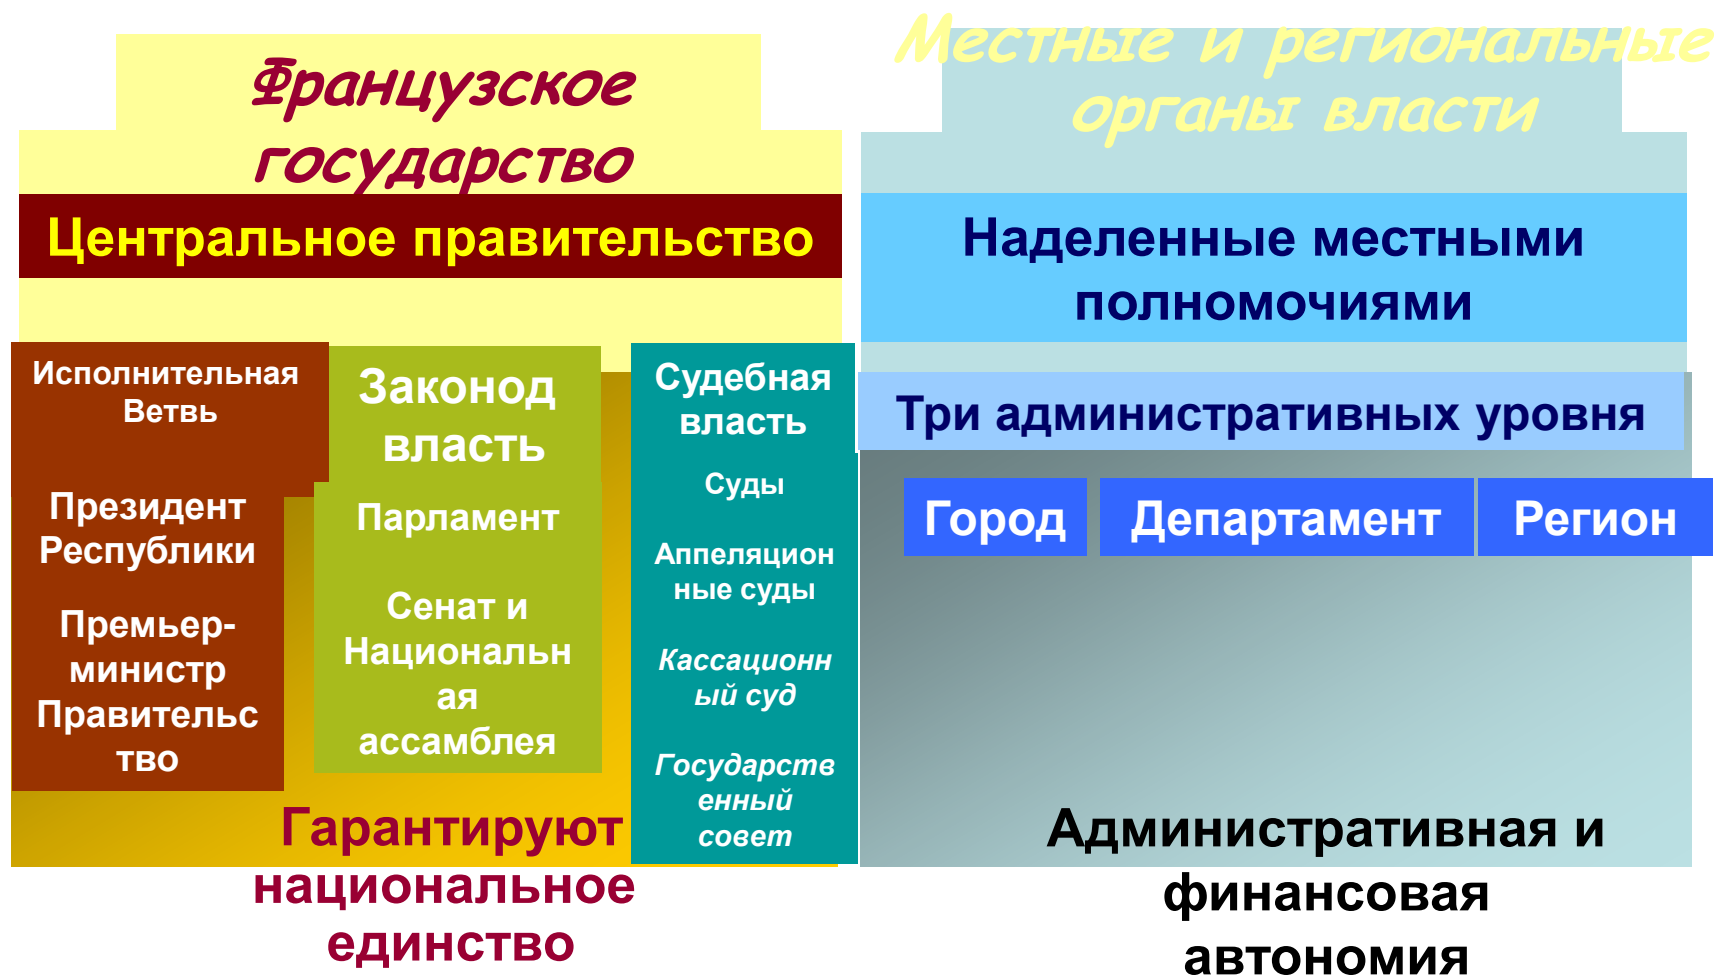 Французское
государство
Центральное правительство
Исполнительная
Ветвь
Президент
Республики
Премьер-
министр
Правительс
тво
Законод
власть
Парламент
Сенат и
Национальн
ая
ассамблея
Судебная
власть
Суды
Аппеляцион
ные суды
Кассационн
ый суд
Государств
енный
совет
Гарантируют
национальное
единство
Местные и региональные
органы власти
Наделенные местными
полномочиями
Три административных уровня
Город
Департамент
Регион
Административная и
финансовая
автономия